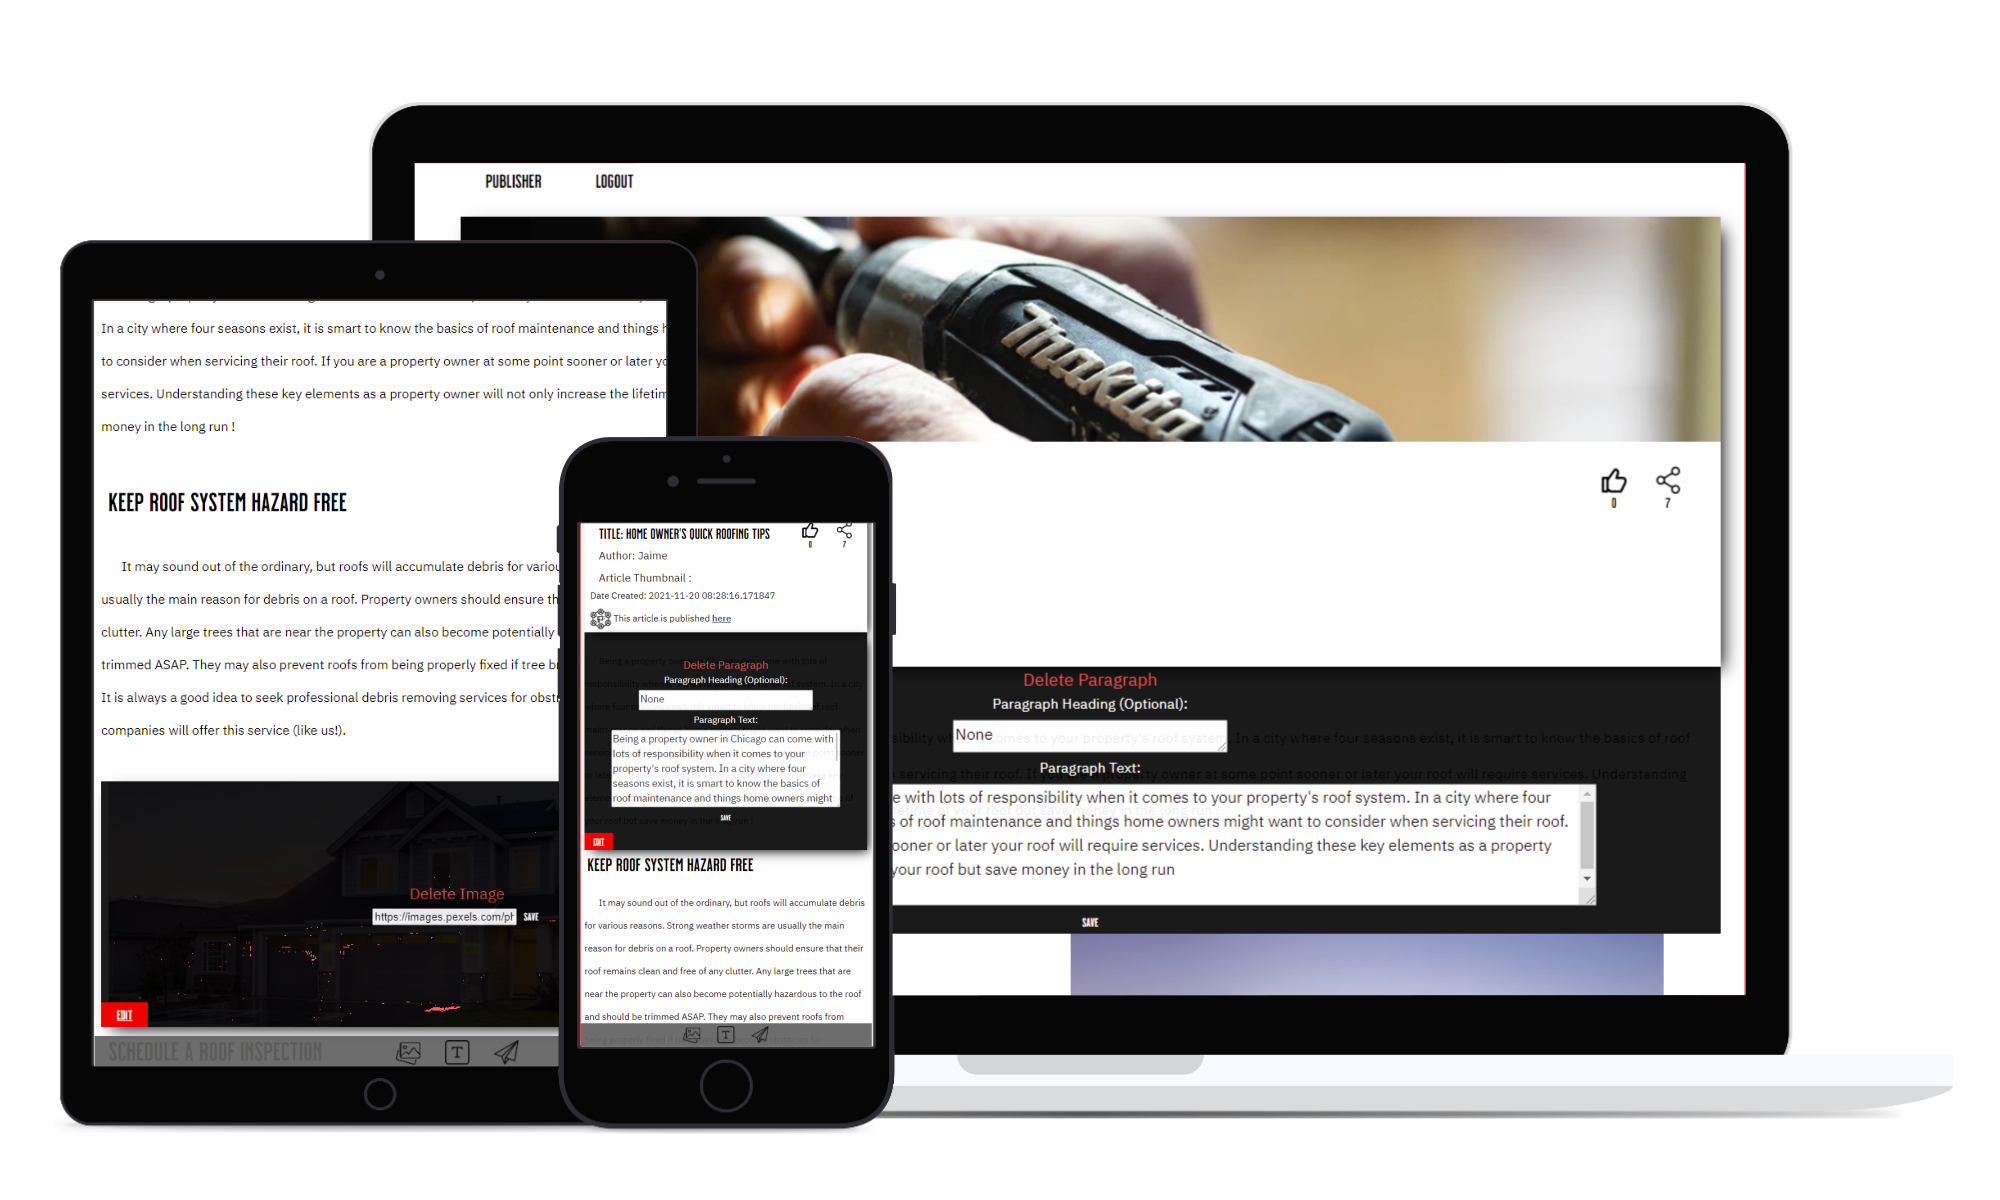 PUBLISHER LOGOUT
makita
0 7
Delete Paragraph
Paragraph Heading (Optional):
None
Paragraph Text:
e with lots of responsibility when it comes to your property's roof system. In a city where four
s of roof maintenance and things home owners might want to consider when servicing their roof.
ooner or later your roof will require services. Understanding these key elements as a property
your roof but save money in the long run
SAVE
In a city where four seasons exist, it is smart to know the basics of roof maintenance and things h
to consider when servicing their roof. If you are a property owner at some point sooner or later yo
services. Understanding these key elements as a property owner will not only increase the lifetim
money in the long run !
KEEP ROOF SYSTEM HAZARD FREE
It may sound out of the ordinary, but roofs will accumulate debris for variou
usually the main reason for debris on a roof. Property owners should ensure th
clutter. Any large trees that are near the property can also become potentially
trimmed ASAP. They may also prevent roofs from being properly fixed if tree br
It is always a good idea to seek professional debris removing services for obstr
companies will offer this service (like us!).
Delete Image
https://images.pexels.com/ph SAVE
EDIT
SCHEDULE A ROOF INSPECTION
T
TITLE: HOME OWNER'S QUICK ROOFING TIPS
0 7
Author: Jaime
Article Thumbnail :
Date Created: 2021-11-20 08:28:16.171847
This article is published here
Delete Paragraph
Paragraph Heading (Optional):
None
Paragraph Text:
Being a property owner in Chicago can come with
lots of responsibility when it comes to your
property's roof system. In a city where four
seasons exist, it is smart to know the basics of
roof maintenance and things home owners might
SAVE
EDIT
KEEP ROOF SYSTEM HAZARD FREE
It may sound out of the ordinary, but roofs will accumulate debris
for various reasons. Strong weather storms are usually the main
reason for debris on a roof. Property owners should ensure that their
roof remains clean and free of any clutter. Any large trees that are
near the property can also become potentially hazardous to the roof
and should be trimmed ASAP. They may also prevent roofs from
T